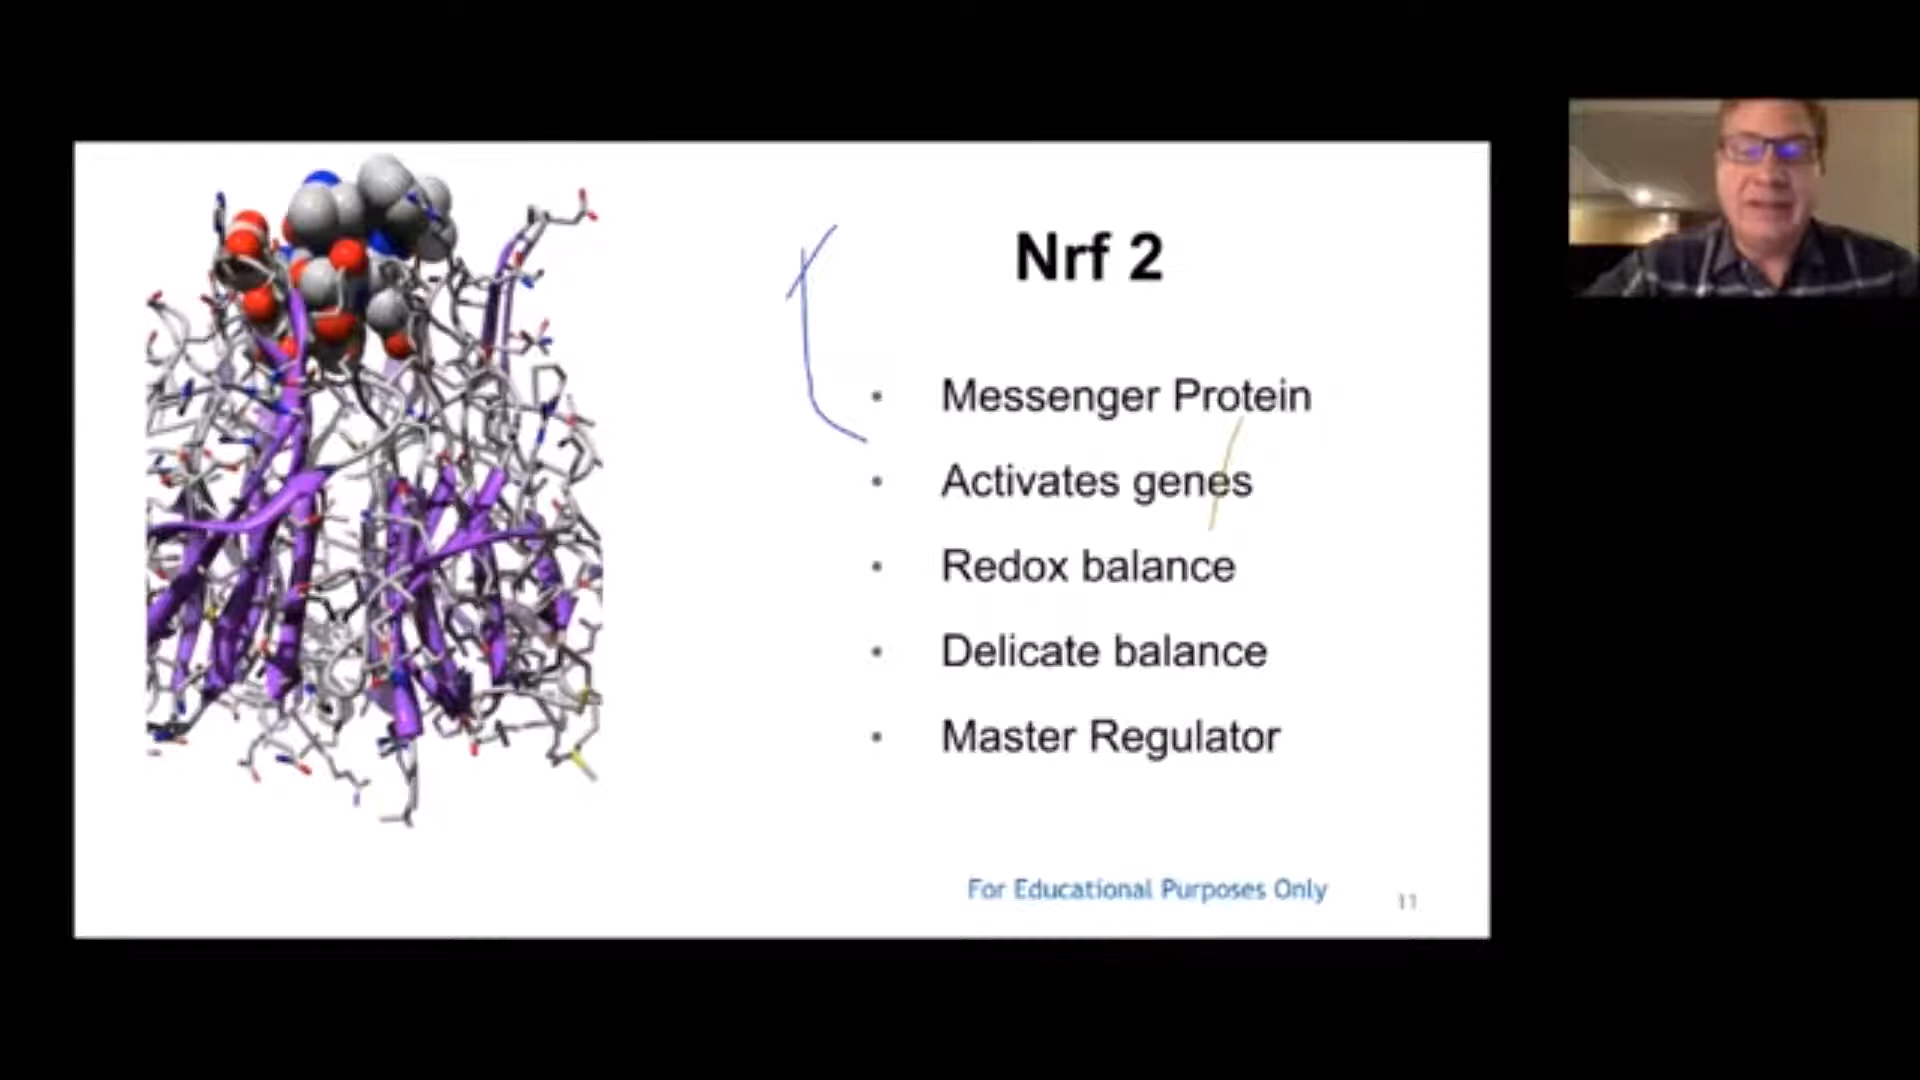 Nrf 2
• Messenger Protein
• Activates genes
• Redox balance
• Delicate balance
• Master Regulator
For Educational Purposes Only
11